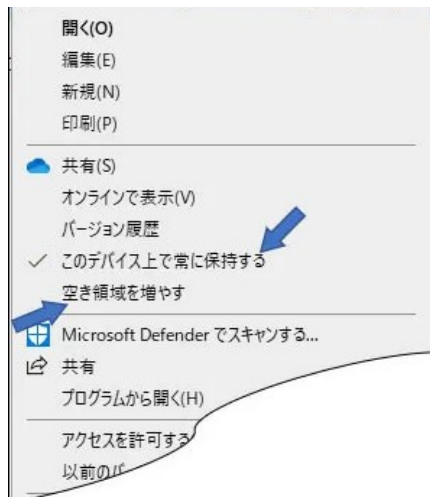 開く(O)
編集(E)
新規(N)
印刷(P)
共有(S)
オンラインで表示(V)
バージョン履歴
このデバイス上で常に保持する
空き領域を増やす
Microsoft Defender でスキャンする...
共有
プログラムから開く(H)
アクセスを許可する
以前のバ